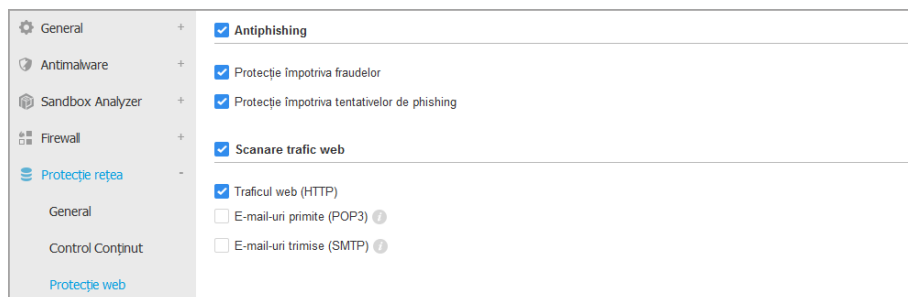 General +
Antimalware +
Sandbox Analyzer +
Firewall +
Protecție rețea -
General
Control Conținut
Protecție web
Antiphishing
Protecție împotriva fraudelor
Protecție împotriva tentativelor de phishing
Scanare trafic web
Traficul web (HTTP)
E-mail-uri primite (POP3) i
E-mail-uri trimise (SMTP) i